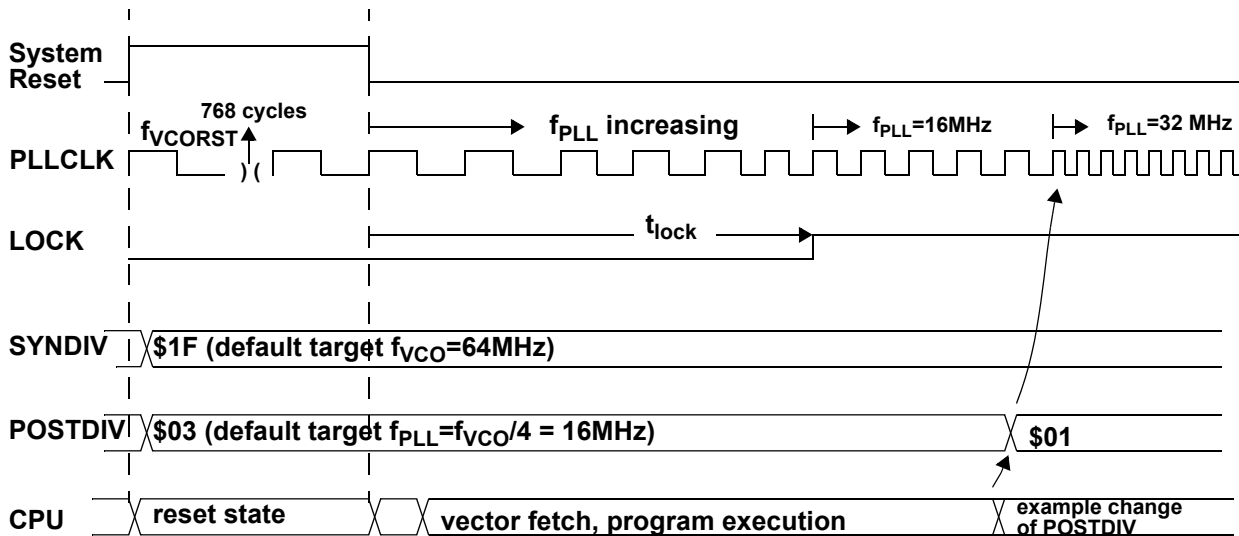 System
Reset
768 cycles
fVCORST
fPLL increasing
fPLL=16MHz
fPLL=32 MHz
PLLCLK
) (
LOCK
tlock
SYNDIV
$1F (default target fVCO=64MHz)
POSTDIV
$03 (default target fPLL=fVCO/4 = 16MHz)
$01
CPU
reset state
vector fetch, program execution
example change
of POSTDIV